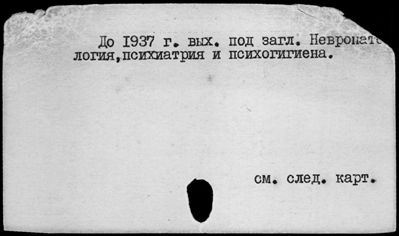 До 1937 г. вых. под загл. Невропато
логия,психиатрия и психогигиена.
см. след. карт.